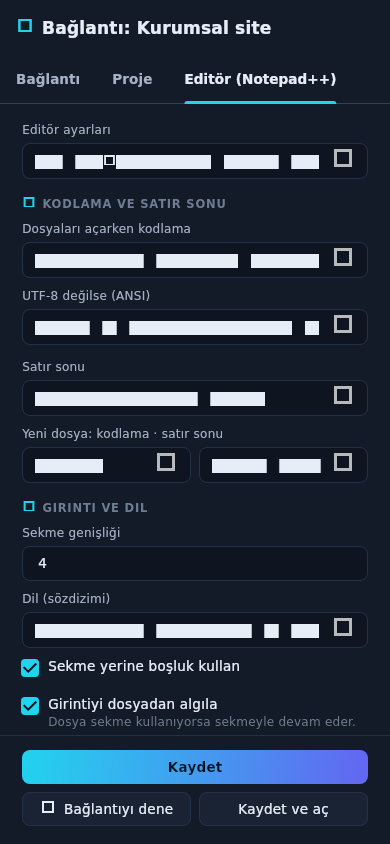 Bağlantı: Kurumsal site
Bağlantı Proje Editör (Notepad++)
Editör ayarları
KODLAMA VE SATIR SONU
Dosyaları açarken kodlama
UTF-8 değilse (ANSI)
Satır sonu
Yeni dosya: kodlama · satır sonu
GIRINTI VE DIL
Sekme genişliği
4
Dil (sözdizimi)
Sekme yerine boşluk kullan
Girintiyi dosyadan algıla
Dosya sekme kullanıyorsa sekmeyle devam eder.
Kaydet
Bağlantıyı dene Kaydet ve aç